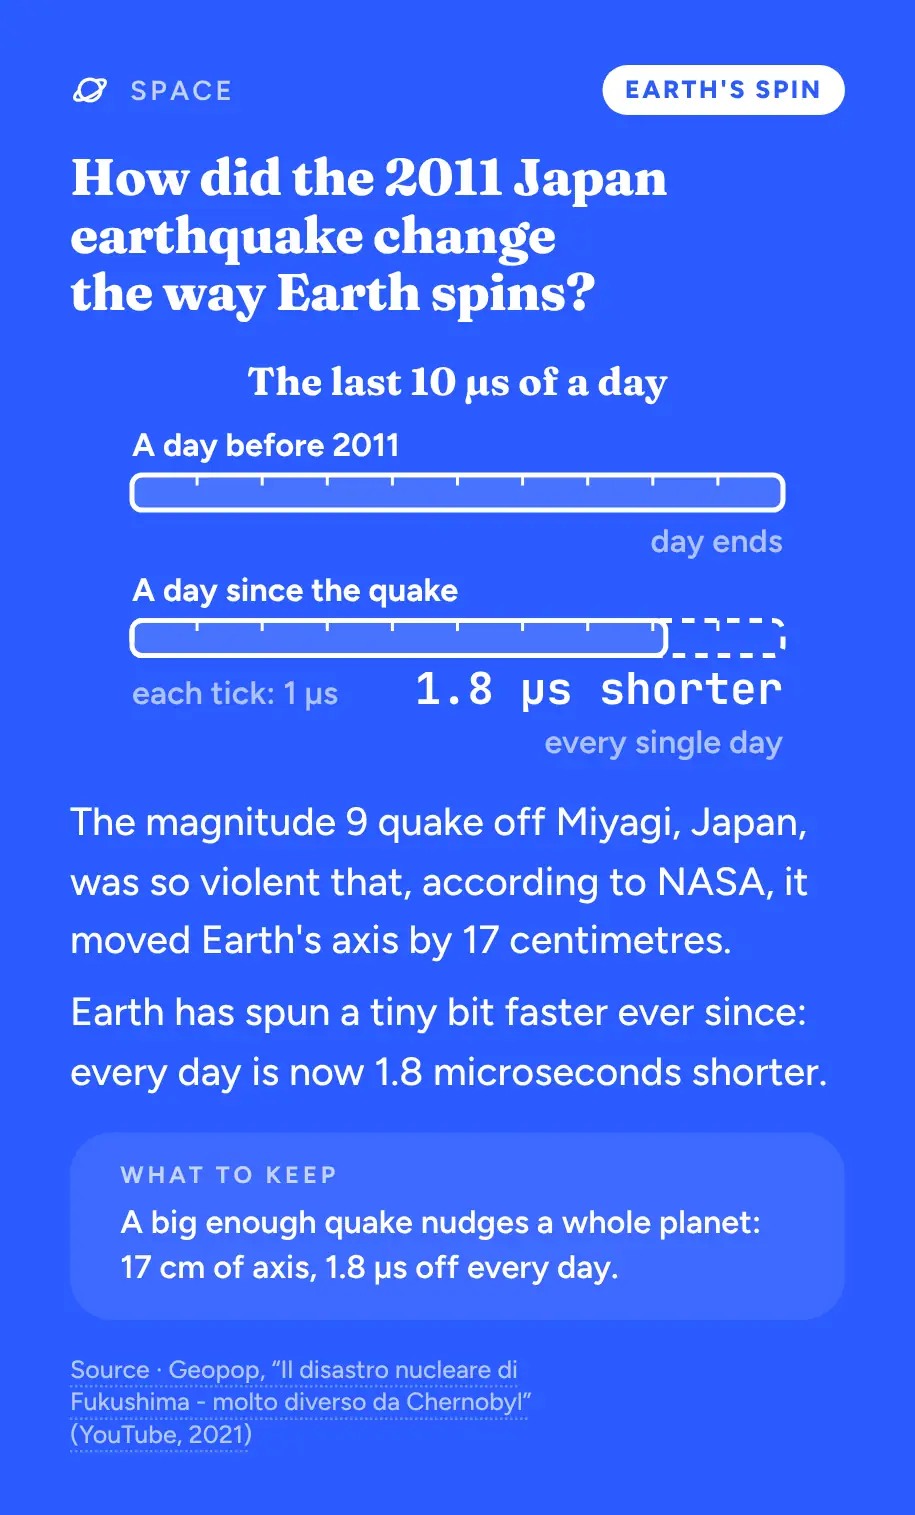 SPACE
EARTH'S SPIN
How did the 2011 Japan
earthquake change
the way Earth spins?
The last 10 µs of a day
A day before 2011
day ends
A day since the quake
each tick: 1 µs
1.8 µs shorter
every single day
The magnitude 9 quake off Miyagi, Japan,
was so violent that, according to NASA, it
moved Earth's axis by 17 centimetres.
Earth has spun a tiny bit faster ever since:
every day is now 1.8 microseconds shorter.
WHAT TO KEEP
A big enough quake nudges a whole planet:
17 cm of axis, 1.8 µs off every day.
Source · Geopop, “Il disastro nucleare di
Fukushima - molto diverso da Chernobyl”
(YouTube, 2021)